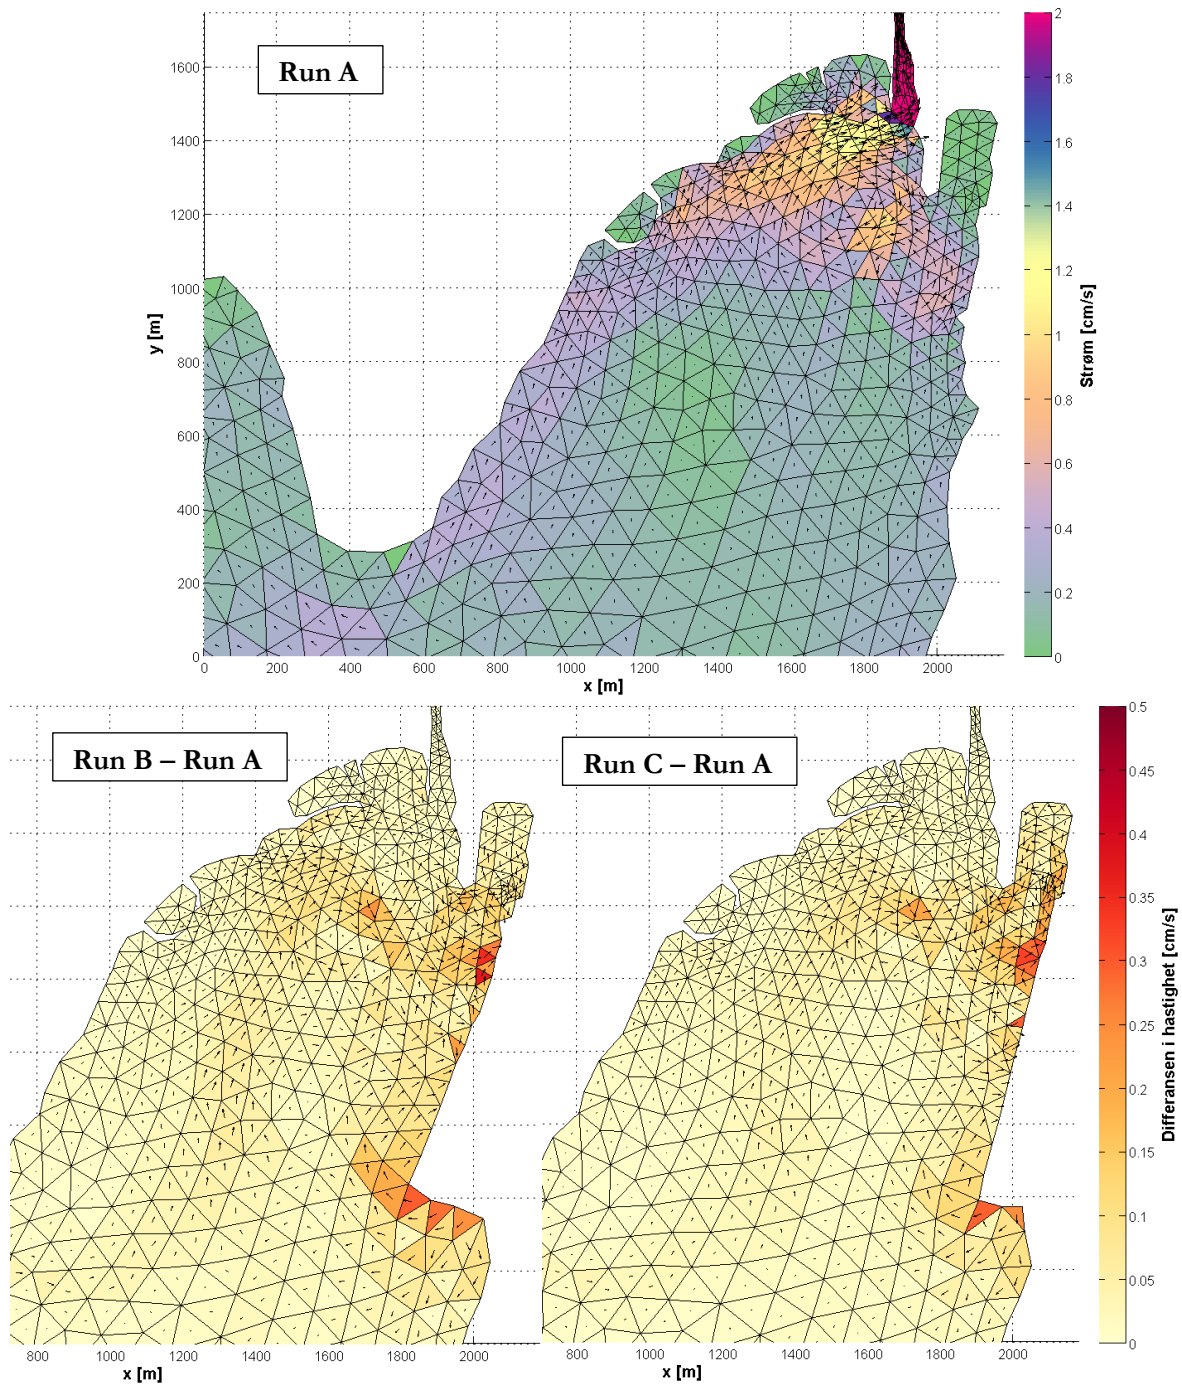 Run A
1600
1400
1200
1000
800
600
400
200
0
y [m]
0 200 400 600 800 1000 1200 1400 1600 1800 2000
x [m]
2
1.8
1.6
1.4
1.2
1
0.8
0.6
0.4
0.2
0
Strøm [cm/s]
Run B – Run A
800 1000 1200 1400 1600 1800 2000
x [m]
Run C – Run A
800 1000 1200 1400 1600 1800 2000
x [m]
0.5
0.45
0.4
0.35
0.3
0.25
0.2
0.15
0.1
0.05
0
Differansen i hastighet [cm/s]